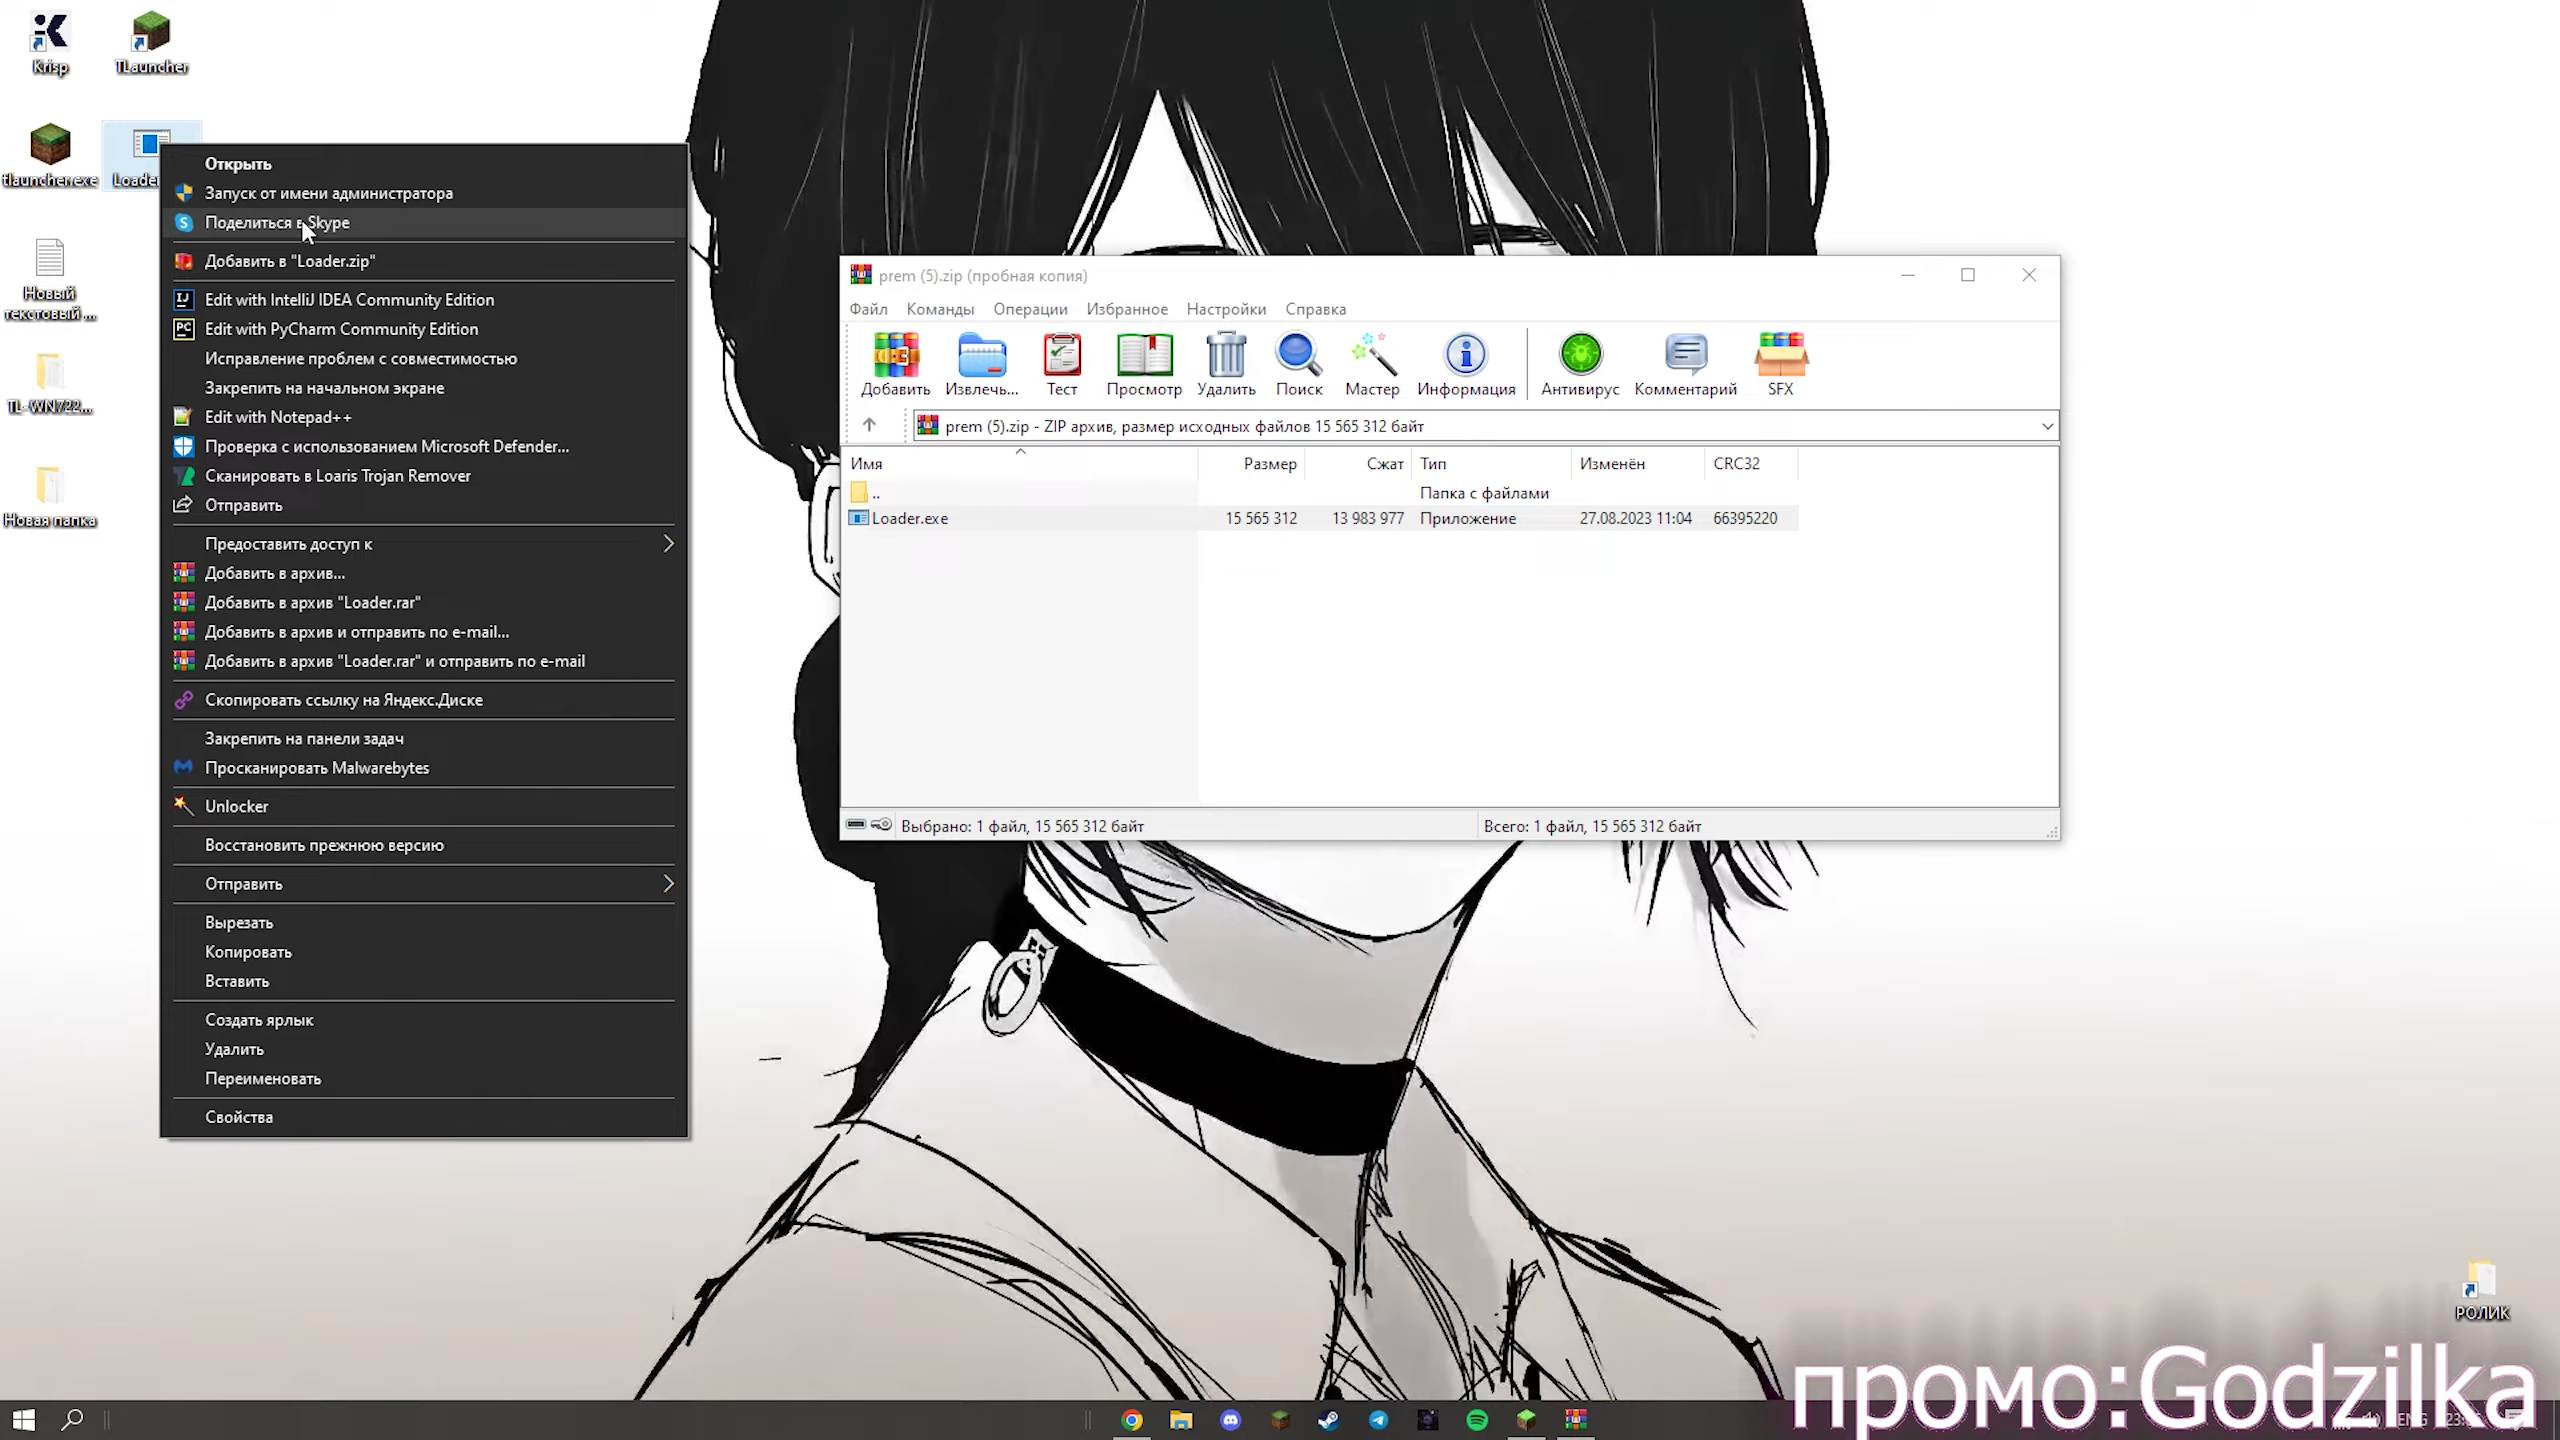 Krisp
TLauncher
tlauncher.exe
Новый
текстовый ...
TL-WN722...
Новая папка
Открыть
Запуск от имени администратора
Поделиться в Skype
Добавить в "Loader.zip"
Edit with IntelliJ IDEA Community Edition
Edit with PyCharm Community Edition
Исправление проблем с совместимостью
Закрепить на начальном экране
Edit with Notepad++
Проверка с использованием Microsoft Defender...
Сканировать в Loaris Trojan Remover
Отправить
Предоставить доступ к
Добавить в архив...
Добавить в архив "Loader.rar"
Добавить в архив и отправить по e-mail...
Добавить в архив "Loader.rar" и отправить по e-mail
Скопировать ссылку на Яндекс.Диске
Закрепить на панели задач
Просканировать Malwarebytes
Unlocker
Восстановить прежнюю версию
Отправить
Вырезать
Копировать
Вставить
Создать ярлык
Удалить
Переименовать
Свойства
prem (5).zip (пробная копия)
Файл Команды Операции Избранное Настройки Справка
Добавить Извлечь... Тест Просмотр Удалить Поиск Мастер Информация Антивирус Комментарий SFX
prem (5).zip - ZIP архив, размер исходных файлов 15 565 312 байт
Имя Размер Сжат Тип Изменён CRC32
.. Папка с файлами
Loader.exe 15 565 312 13 983 977 Приложение 27.08.2023 11:04 66395220
Выбрано: 1 файл, 15 565 312 байт Всего: 1 файл, 15 565 312 байт
РОЛИК
промо:Godzilka
ENG